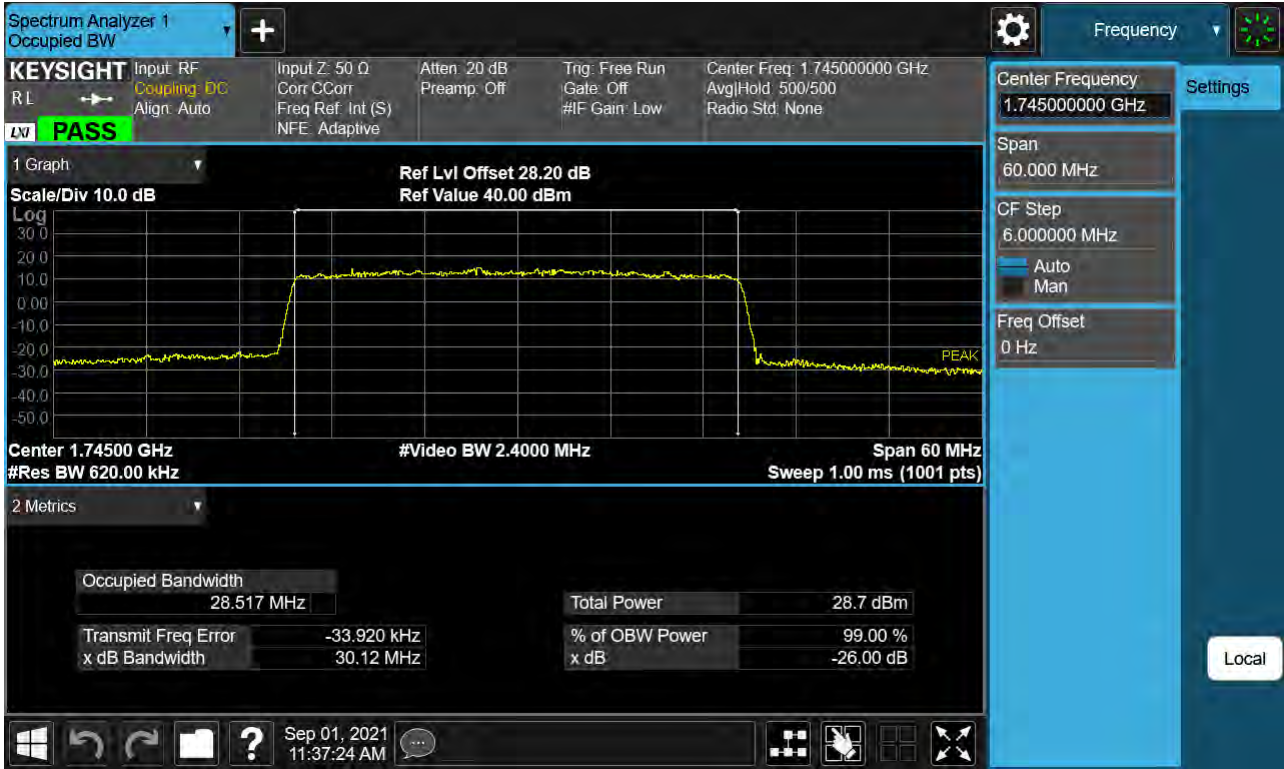 Spectrum Analyzer 1
Occupied BW
Frequency
KEYSIGHT
RL
LXI PASS
Input: RF
Coupling: DC
Align: Auto
Input Z: 50 Ω
Corr CCorr
Freq Ref: Int (S)
NFE: Adaptive
Atten: 20 dB
Preamp: Off
Trig: Free Run
Gate: Off
#IF Gain: Low
Center Freq: 1.745000000 GHz
Avg|Hold: 500/500
Radio Std: None
1 Graph
Scale/Div 10.0 dB
Ref Lvl Offset 28.20 dB
Ref Value 40.00 dBm
Log
30.0
20.0
10.0
0.00
-10.0
-20.0
-30.0
-40.0
-50.0
PEAK
Center 1.74500 GHz
#Video BW 2.4000 MHz
Span 60 MHz
#Res BW 620.00 kHz
Sweep 1.00 ms (1001 pts)
2 Metrics
Occupied Bandwidth
28.517 MHz
Total Power 28.7 dBm
Transmit Freq Error -33.920 kHz
% of OBW Power 99.00 %
x dB Bandwidth 30.12 MHz
x dB -26.00 dB
Center Frequency
1.745000000 GHz
Span
60.000 MHz
CF Step
6.000000 MHz
Auto
Man
Freq Offset
0 Hz
Settings
Local
?
Sep 01, 2021
11:37:24 AM